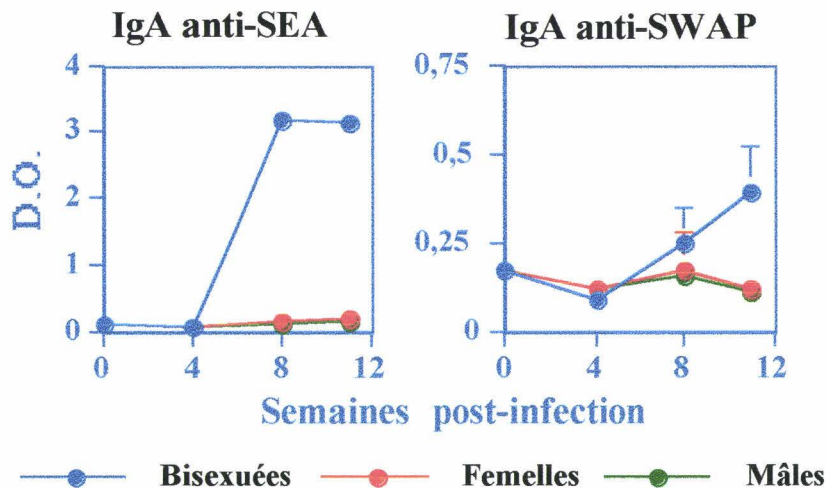 IgA anti-SEA
IgA anti-SWAP
4
3
2
1
0
D.O.
0 4 8 12
0,75
0,5
0,25
0
0 4 8 12
Semaines post-infection
Bisexuées Femelles Mâles